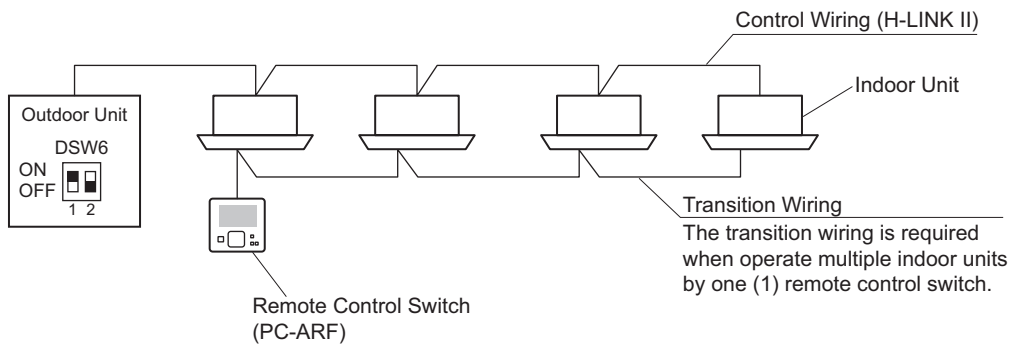 Control Wiring (H-LINK II)
Indoor Unit
Outdoor Unit
DSW6
ON
OFF
1 2
Transition Wiring
The transition wiring is required
when operate multiple indoor units
by one (1) remote control switch.
Remote Control Switch
(PC-ARF)